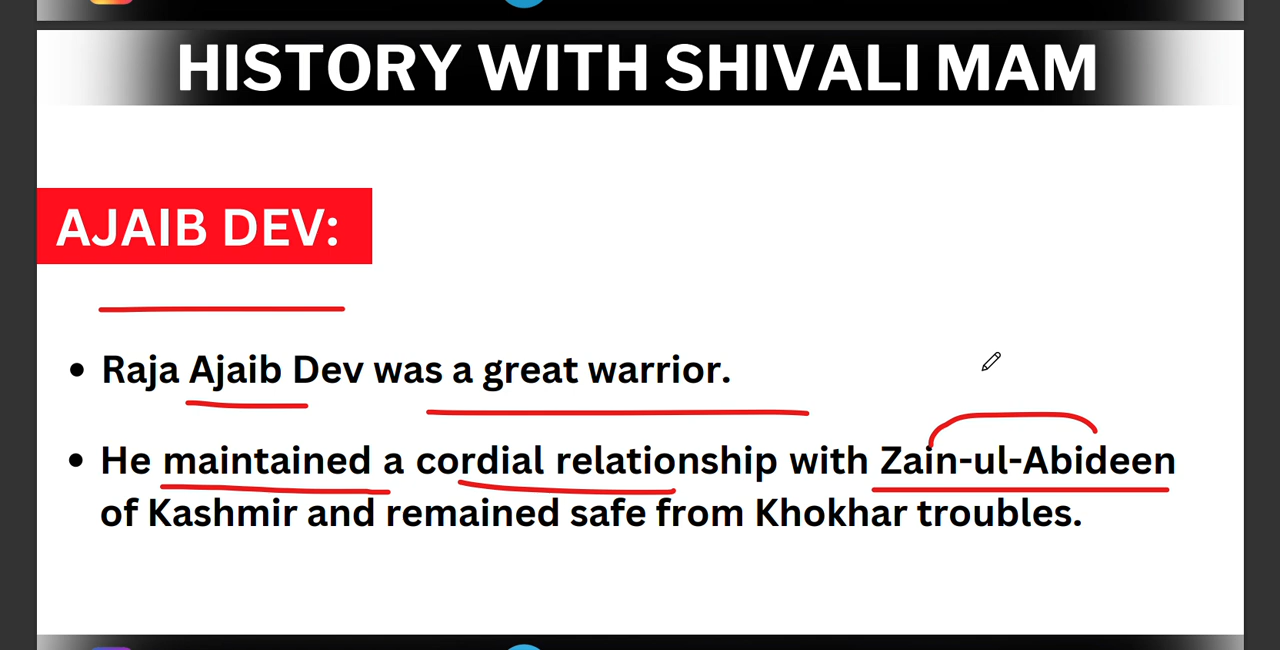 HISTORY WITH SHIVALI MAM
AJAIB DEV:
• Raja Ajaib Dev was a great warrior.
• He maintained a cordial relationship with Zain-ul-Abideen
of Kashmir and remained safe from Khokhar troubles.